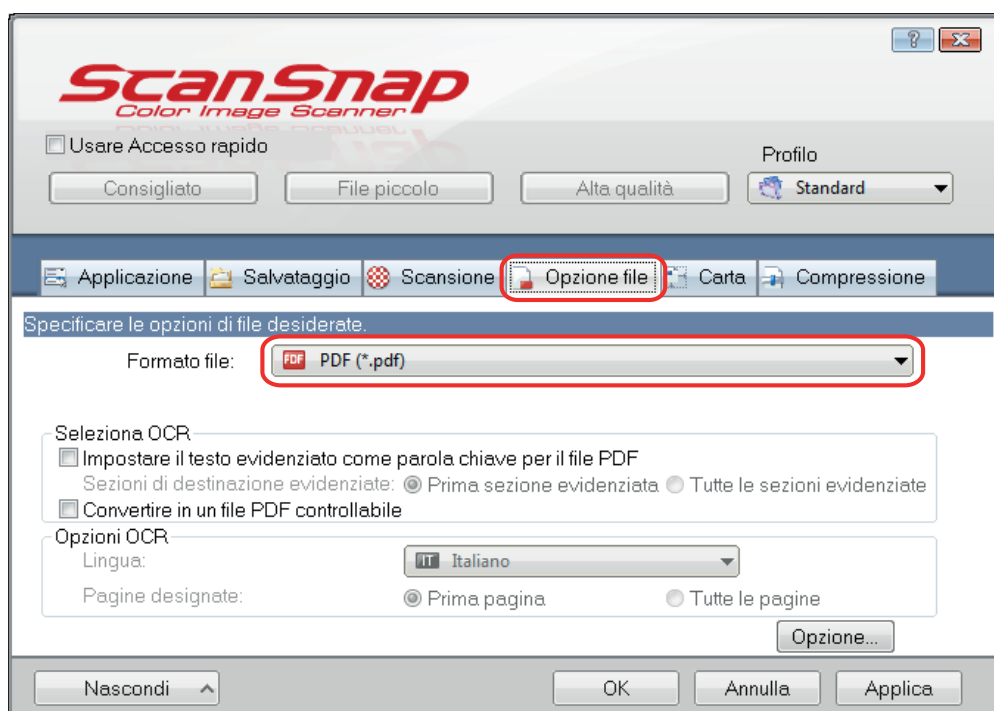 ?
ScanSnap
Color Image Scanner
Usare Accesso rapido
Profilo
Consigliato File piccolo Alta qualità Standard
Applicazione Salvataggio Scansione Opzione file Carta Compressione
Specificare le opzioni di file desiderate.
Formato file: PDF PDF (*.pdf)
Seleziona OCR
Impostare il testo evidenziato come parola chiave per il file PDF
Sezioni di destinazione evidenziate: Prima sezione evidenziata Tutte le sezioni evidenziate
Convertire in un file PDF controllabile
Opzioni OCR
Lingua: IT Italiano
Pagine designate: Prima pagina Tutte le pagine
Opzione...
Nascondi OK Annulla Applica